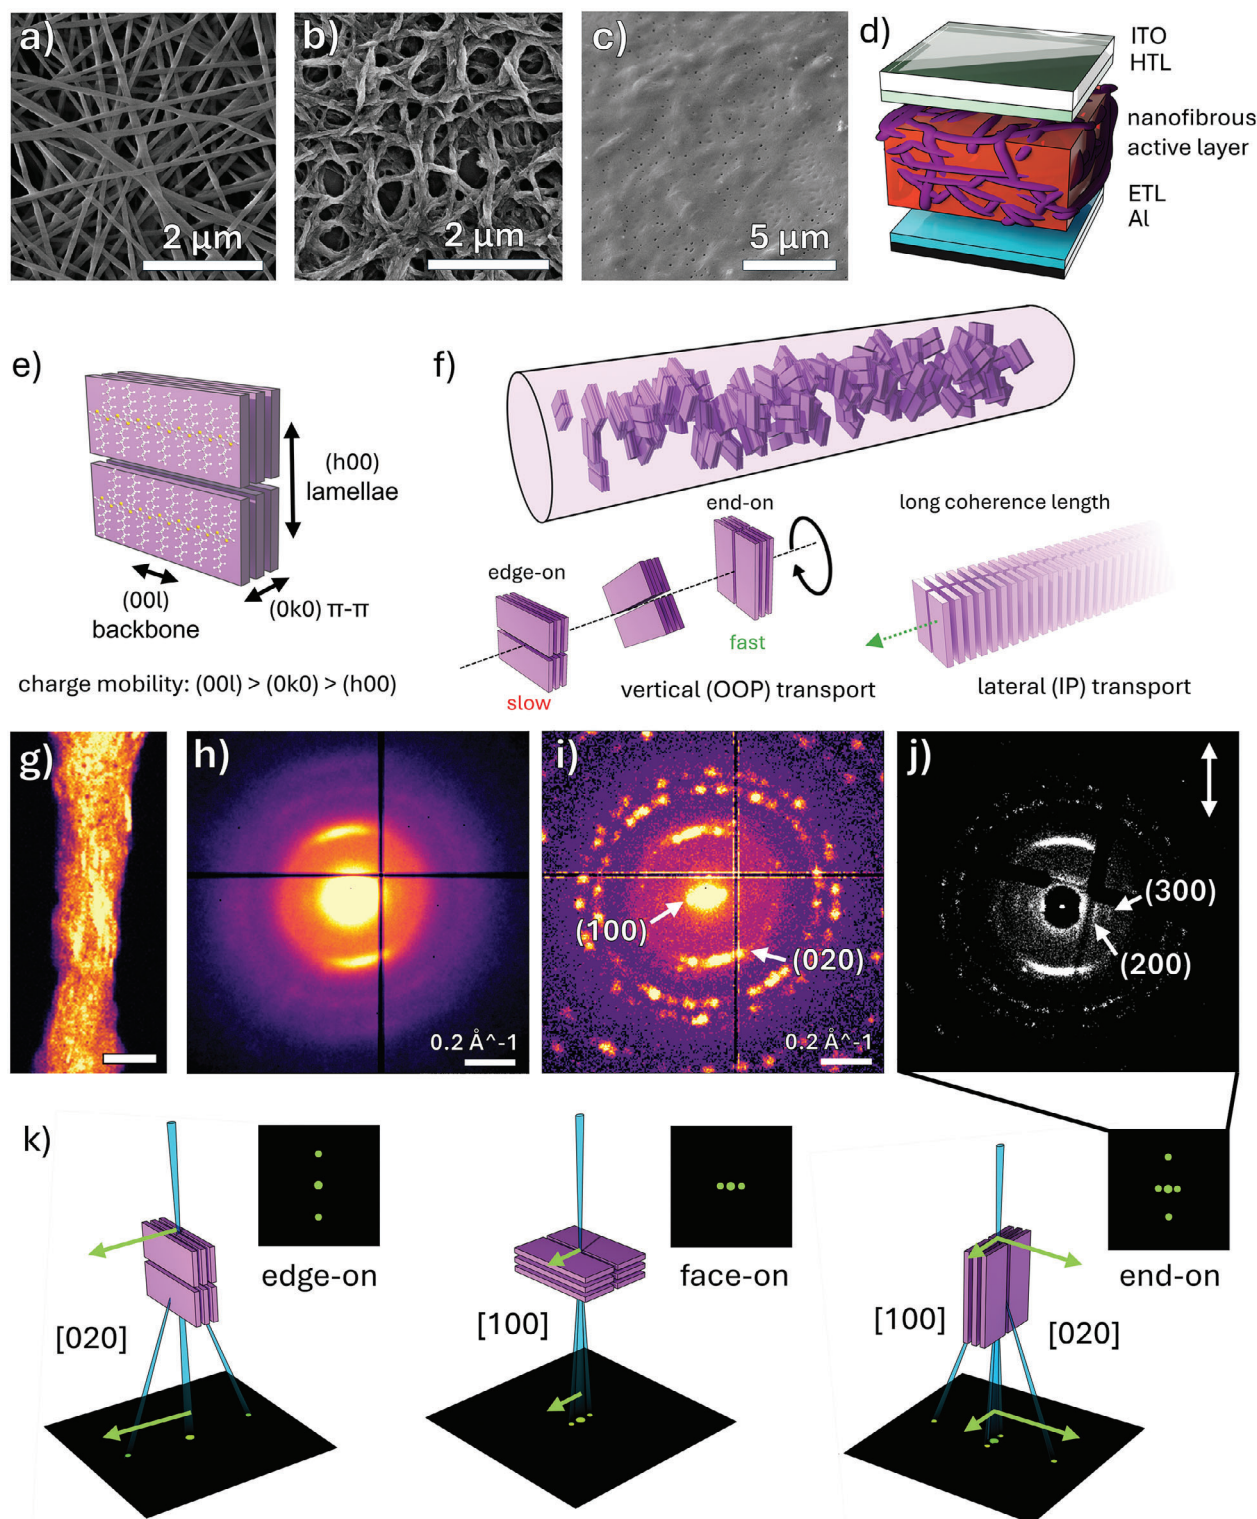 a)
2 μm
b)
2 μm
c)
5 μm
d)
ITO
HTL
nanofibrous
active layer
ETL
Al
e)
(h00)
lamellae
(00l)
backbone
(0k0) π-π
charge mobility: (00l) > (0k0) > (h00)
f)
end-on
long coherence length
edge-on
fast
slow
vertical (OOP) transport
lateral (IP) transport
g)
h)
0.2 Å^-1
i)
(100)
(020)
0.2 Å^-1
j)
(300)
(200)
k)
edge-on
[020]
face-on
[100]
end-on
[100]
[020]